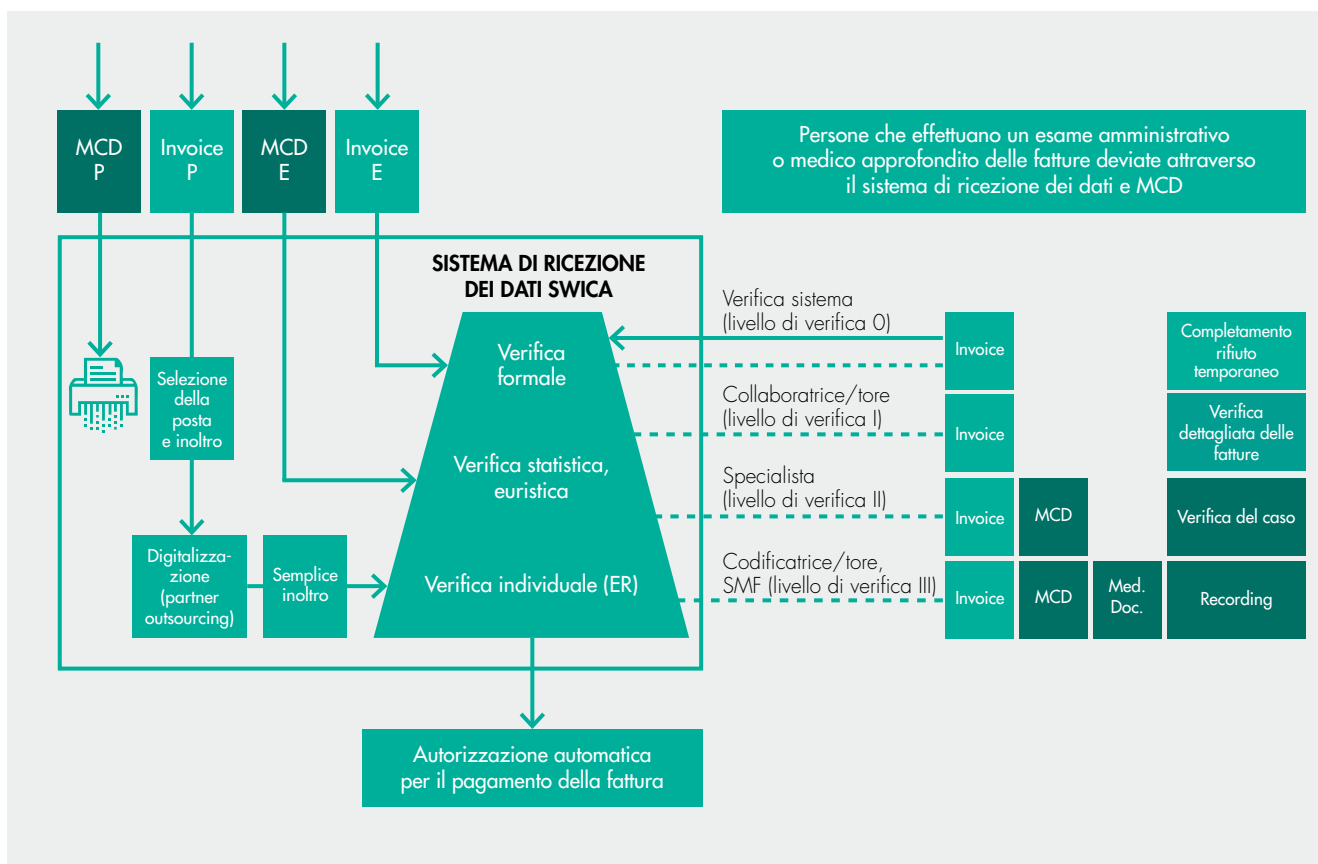 MCD
P
Invoice
P
MCD
E
Invoice
E
Persone che effettuano un esame amministrativo
o medico approfondito delle fatture deviate attraverso
il sistema di ricezione dei dati e MCD
SISTEMA DI RICEZIONE
DEI DATI SWICA
Verifica
formale
Verifica statistica,
euristica
Verifica individuale (ER)
Selezione
della
posta
e inoltro
Digitalizza-
zione
(partner
outsourcing)
Semplice
inoltro
Verifica sistema
(livello di verifica 0)
Invoice
Completamento
rifiuto
temporaneo
Collaboratrice/tore
(livello di verifica I)
Invoice
Verifica
dettagliata delle
fatture
Specialista
(livello di verifica II)
Invoice
MCD
Verifica del caso
Codificatrice/tore,
SMF (livello di verifica III)
Invoice
MCD
Med.
Doc.
Recording
Autorizzazione automatica
per il pagamento della fattura